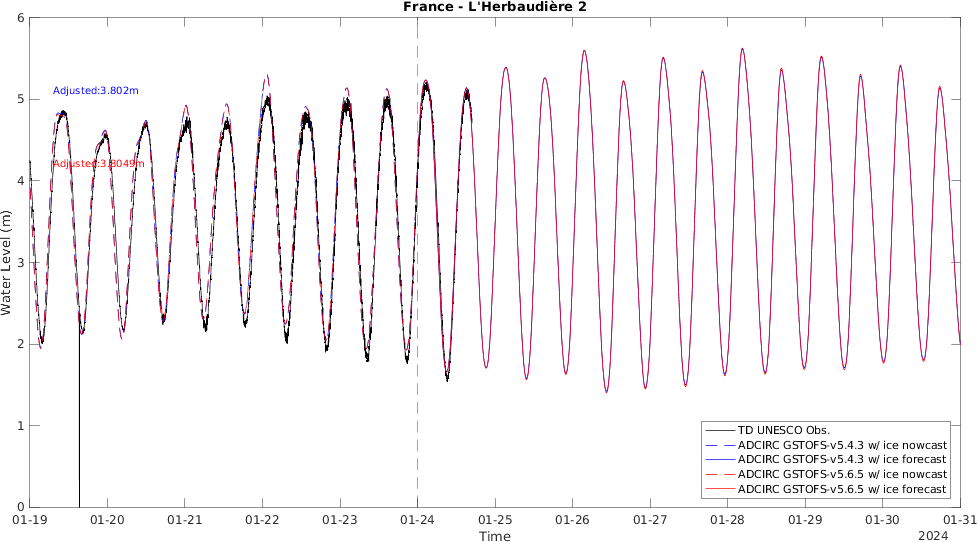 France - L'Herbaudière 2
6
5
4
3
2
1
0
Water Level (m)
Adjusted:3.802m
Adjusted:3.8049m
TD UNESCO Obs.
ADCIRC GSTOFS-v5.4.3 w/ ice nowcast
ADCIRC GSTOFS-v5.4.3 w/ ice forecast
ADCIRC GSTOFS-v5.6.5 w/ ice nowcast
ADCIRC GSTOFS-v5.6.5 w/ ice forecast
01-19 01-20 01-21 01-22 01-23 01-24 01-25 01-26 01-27 01-28 01-29 01-30 01-31
Time
2024